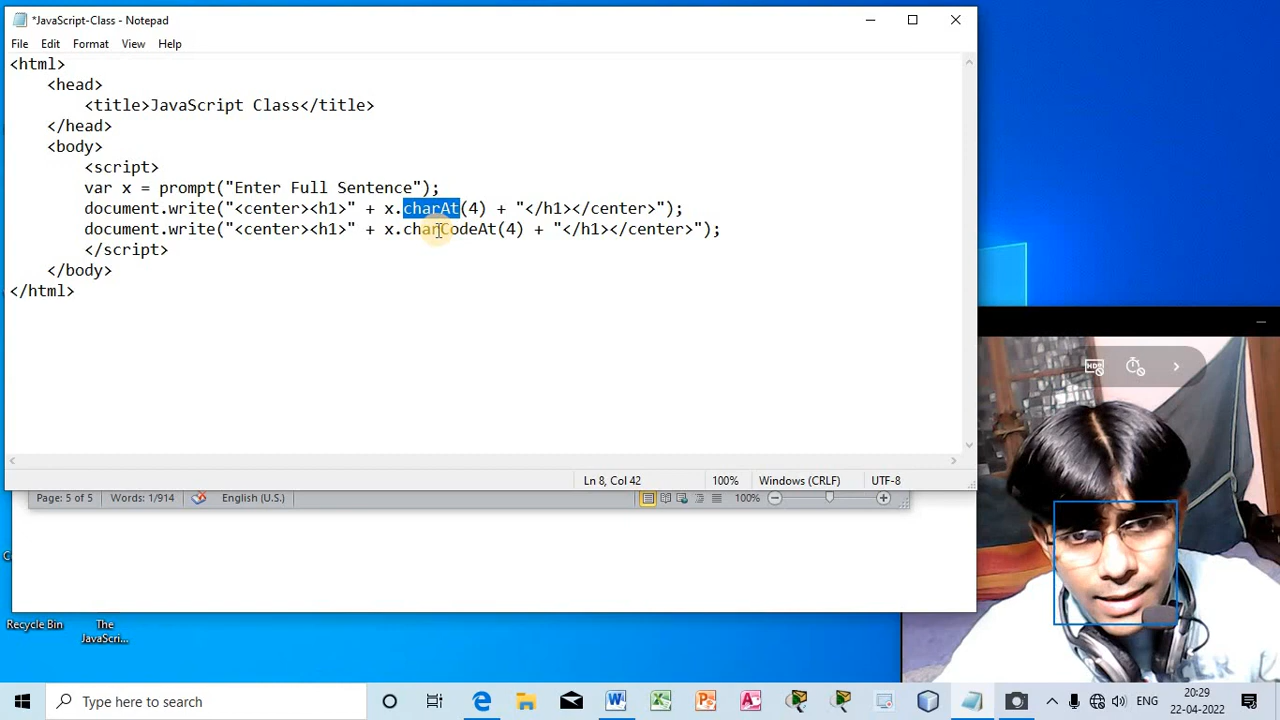 *JavaScript-Class - Notepad
File Edit Format View Help
<html>
<head>
<title>JavaScript Class</title>
</head>
<body>
<script>
var x = prompt("Enter Full Sentence");
document.write("<center><h1>" + x.charAt(4) + "</h1></center>");
document.write("<center><h1>" + x.charCodeAt(4) + "</h1></center>");
</script>
</body>
</html>
Ln 8, Col 42 100% Windows (CRLF) UTF-8
Page: 5 of 5 Words: 1/914 English (U.S.) 100%
HDR
Recycle Bin
The JavaScri...
Type here to search
ENG
20:29
22-04-2022